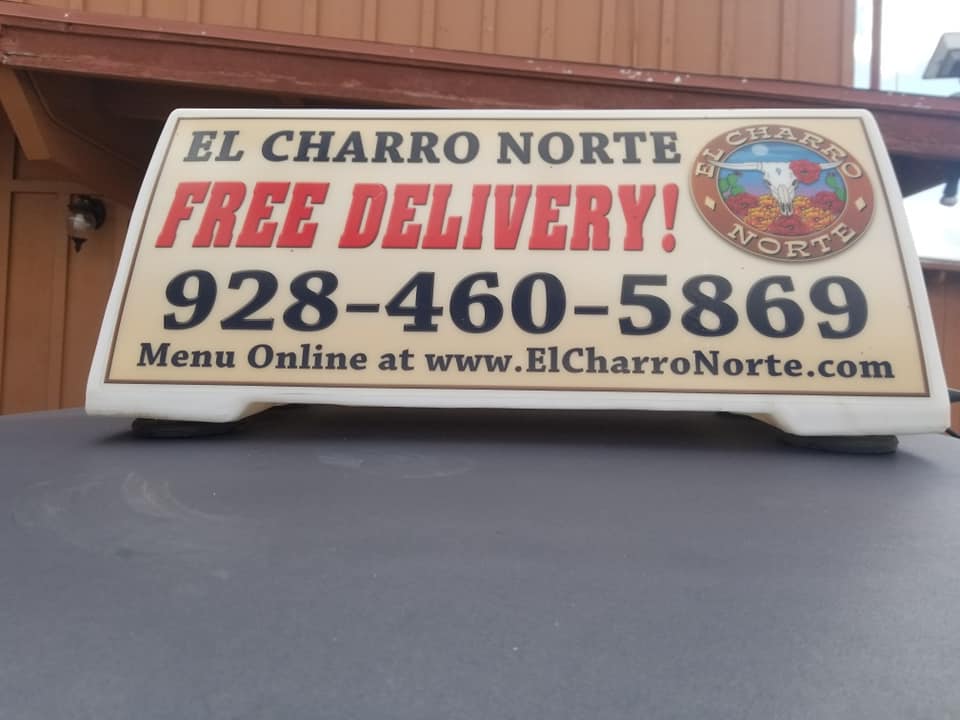 EL CHARRO NORTE
FREE DELIVERY!
928-460-5869
Menu Online at www.ElCharroNorte.com
EL CHARRO
NORTE